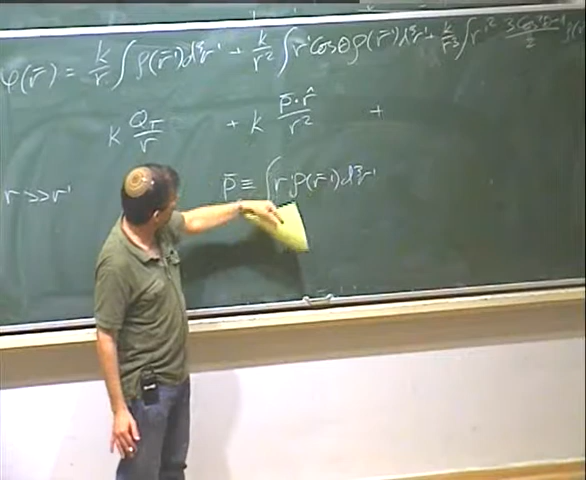 φ(r̄) = k/r ∫ρ(r̄')d³r' + k/r² ∫r'cosθ ρ(r̄')d³r' + k/r³ ∫r'² (3cos²θ-1)/2 ρ(
k Q_T/r + k p̄·r̂/r² +
r >> r' p̄ ≡ ∫ r̄'ρ(r̄')d³r'